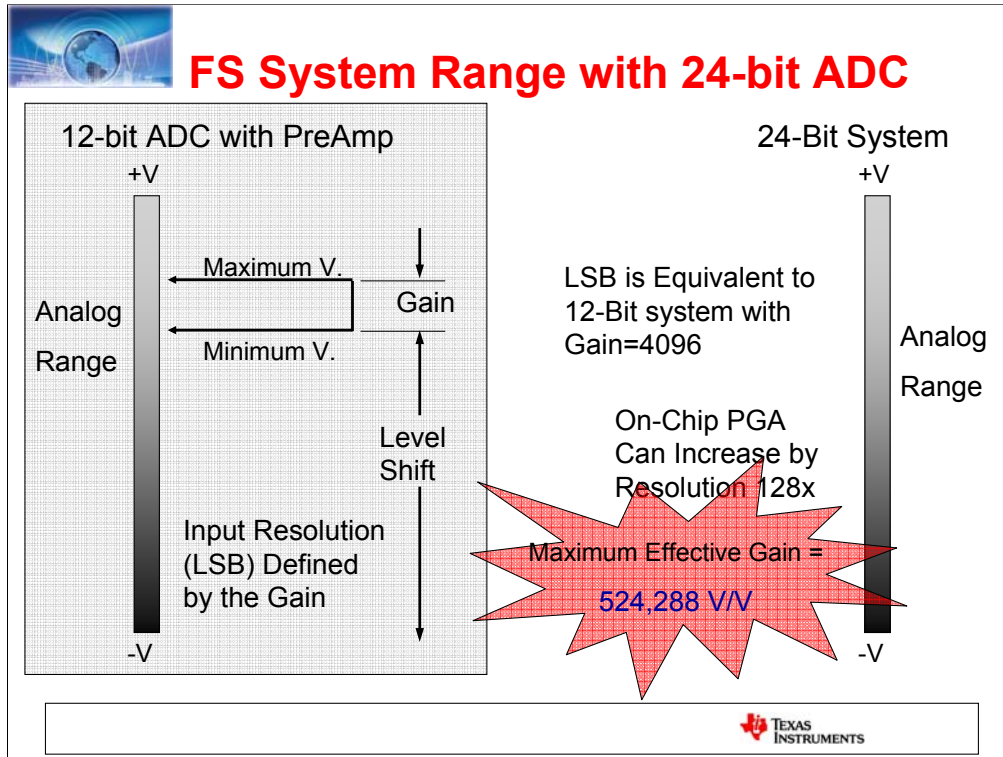 FS System Range with 24-bit ADC
12-bit ADC with PreAmp
+V
Maximum V.
Gain
Analog
Range
Minimum V.
Level
Shift
Input Resolution
(LSB) Defined
by the Gain
-V
24-Bit System
+V
LSB is Equivalent to
12-Bit system with
Gain=4096
Analog
Range
On-Chip PGA
Can Increase by
Resolution 128x
Maximum Effective Gain =
524,288 V/V
-V
TEXAS
INSTRUMENTS